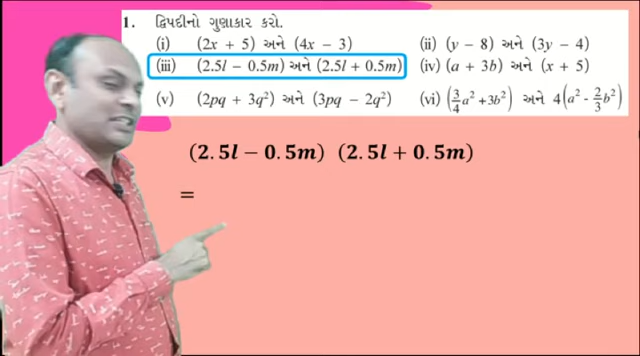 1. દ્વિપદીનો ગુણાકાર કરો.
(i) (2x + 5) અને (4x − 3) (ii) (y − 8) અને (3y − 4)
(iii) (2.5l − 0.5m) અને (2.5l + 0.5m) (iv) (a + 3b) અને (x + 5)
(v) (2pq + 3q²) અને (3pq − 2q²) (vi) (3/4 a² + 3b²) અને 4(a² - 2/3 b²)
(2.5l − 0.5m) (2.5l + 0.5m)
=